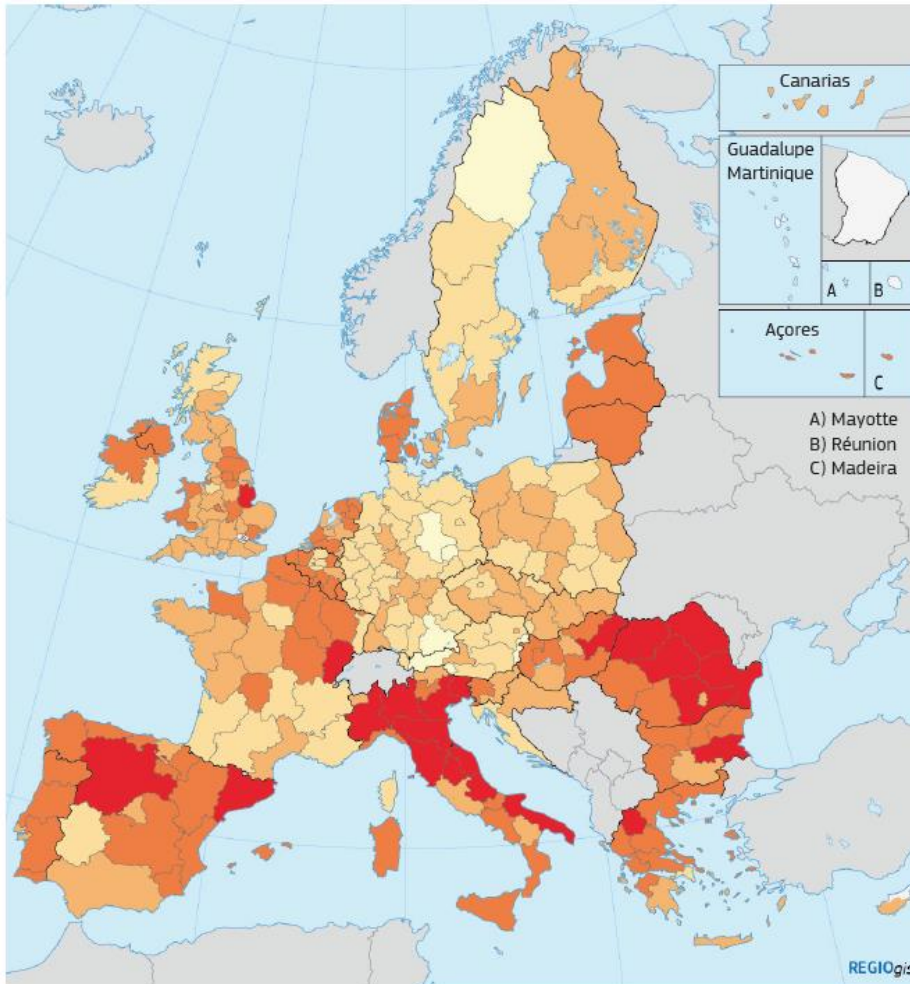 Canarias
Guadalupe
Martinique
A
B
Açores
C
A) Mayotte
B) Réunion
C) Madeira
REGIOgis